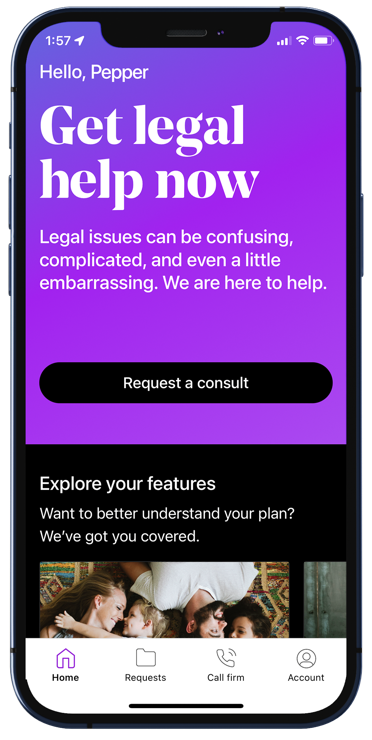 1:57
Hello, Pepper
Get legal
help now
Legal issues can be confusing,
complicated, and even a little
embarrassing. We are here to help.
Request a consult
Explore your features
Want to better understand your plan?
We’ve got you covered.
Home Requests Call firm Account